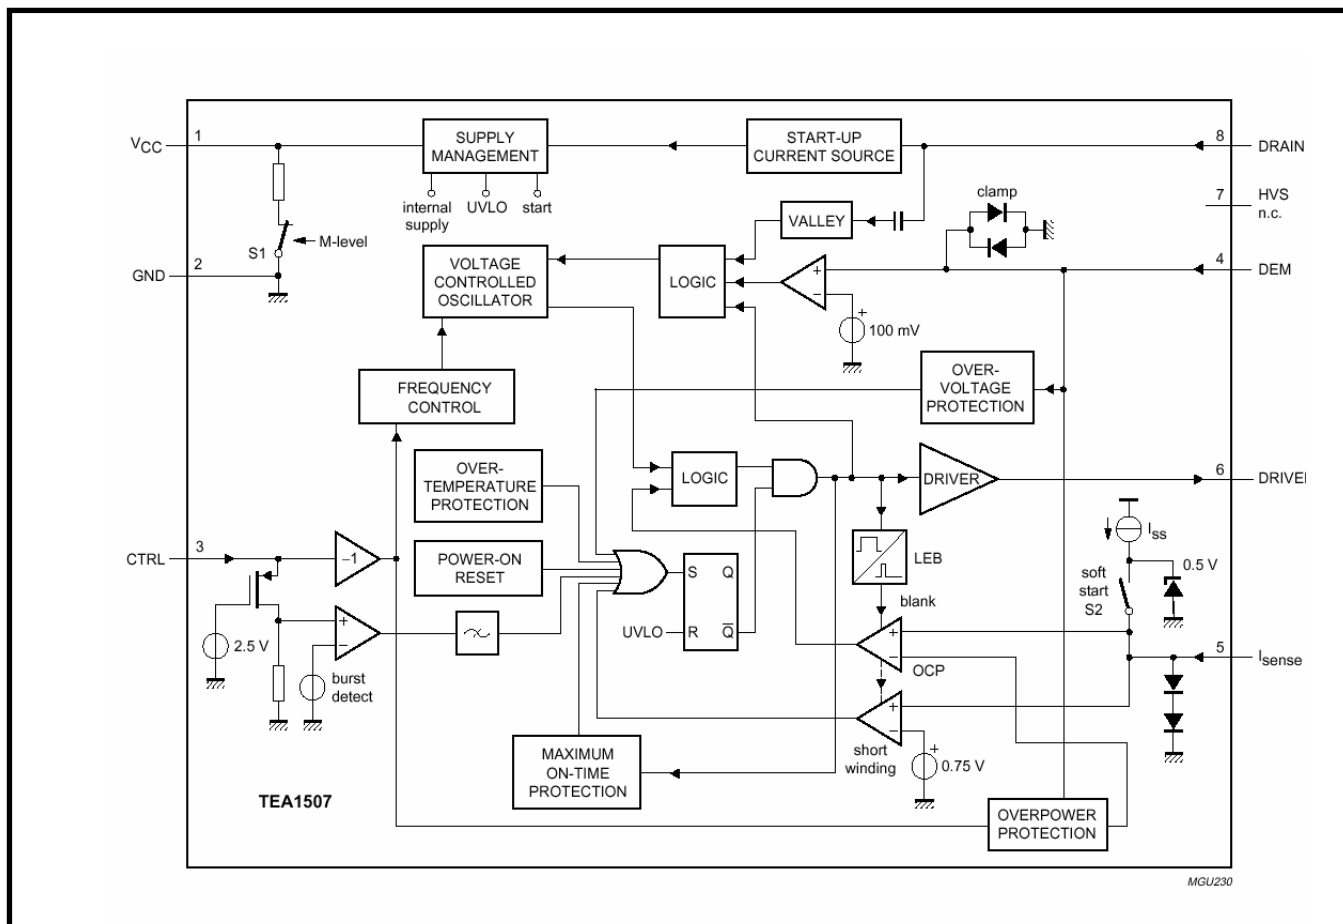 1
VCC
SUPPLY
MANAGEMENT
START-UP
CURRENT SOURCE
8
DRAIN
clamp
7
HVS
n.c.
internal
supply
UVLO
start
VALLEY
M-level
S1
2
GND
VOLTAGE
CONTROLLED
OSCILLATOR
LOGIC
+
−
4
DEM
+
100 mV
FREQUENCY
CONTROL
OVER-
VOLTAGE
PROTECTION
OVER-
TEMPERATURE
PROTECTION
LOGIC
DRIVER
6
DRIVE
Iss
3
CTRL
−1
POWER-ON
RESET
S Q
LEB
0.5 V
soft
start
S2
blank
2.5 V
+
−
burst
detect
UVLO
R Q̅
+
−
OCP
5
Isense
+
−
short
winding
+
0.75 V
MAXIMUM
ON-TIME
PROTECTION
TEA1507
OVERPOWER
PROTECTION
MGU230